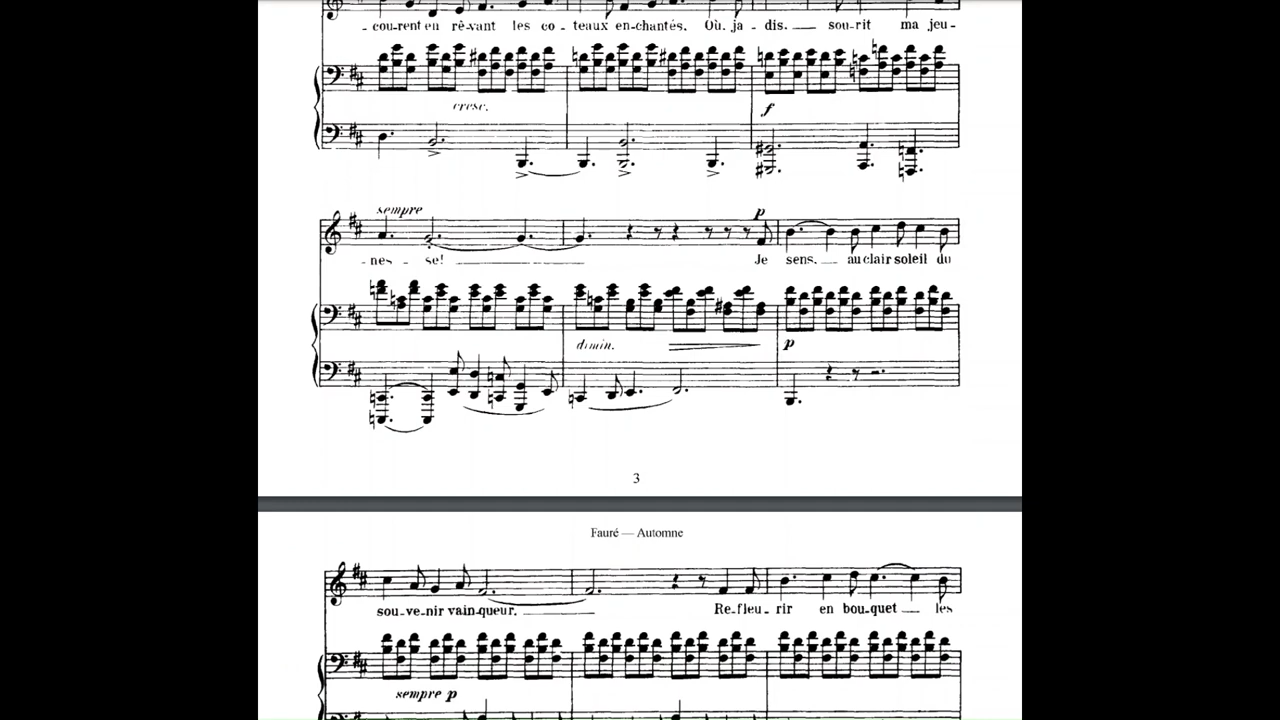 - cou-rent en rê-vant les co - teaux en-chantés. Où. ja - dis. — sou-rit ma jeu-
cresc.
f
sempre
p
- nes - se! Je sens. — au clair soleil du
dimin.
p
3
Fauré — Automne
sou-ve-nir vain-queur. Re-fleu-rir en bou-quet — les
sempre p